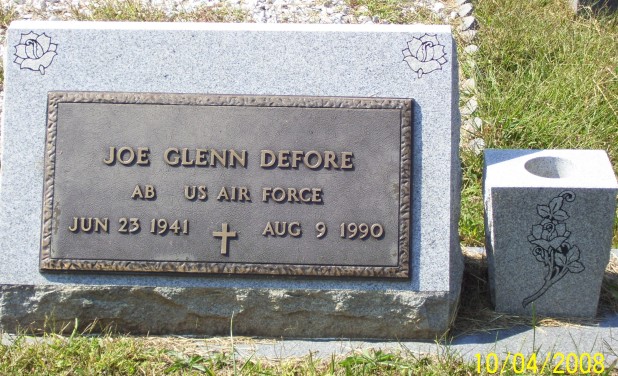 JOE GLENN DEFORE
AB US AIR FORCE
JUN 23 1941 AUG 9 1990
10/04/2008